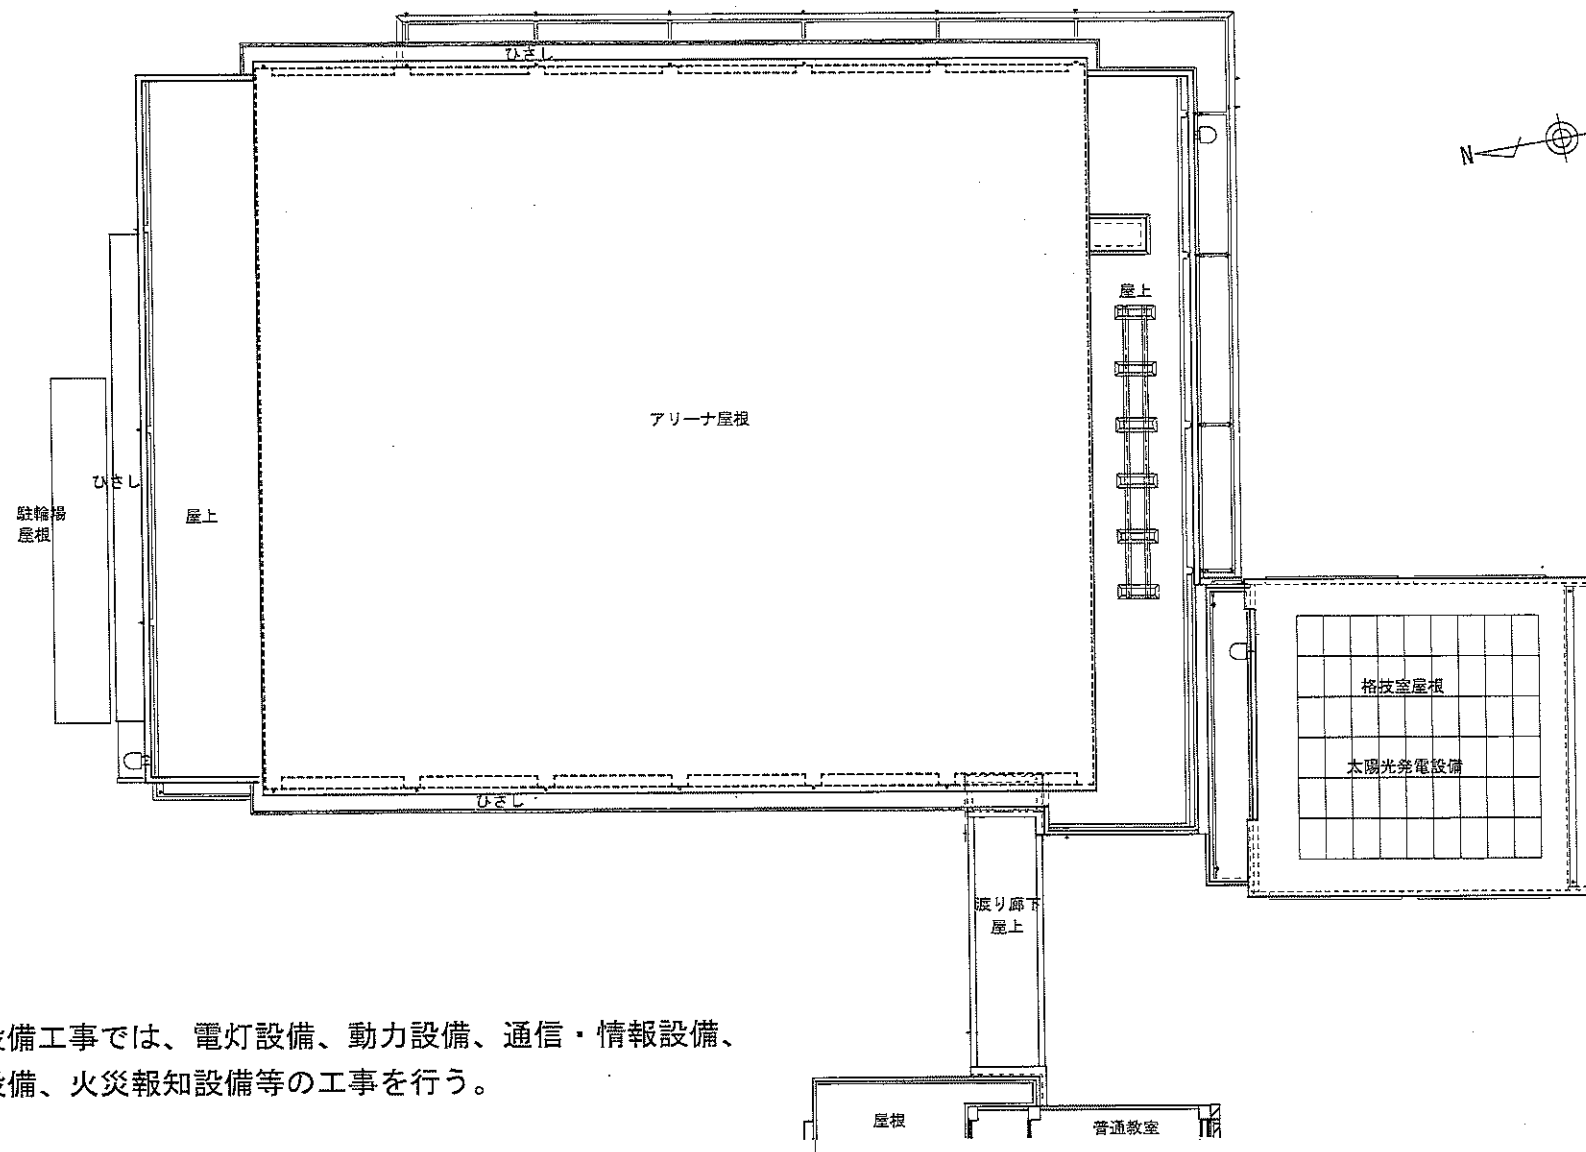 ひさし
N
屋上
アリーナ屋根
ひさし
駐輪場
屋根
屋上
格技室屋根
太陽光発電設備
ひさし
渡り廊下
屋上
設備工事では、電灯設備、動力設備、通信・情報設備、
設備、火災報知設備等の工事を行う。
屋根
普通教室